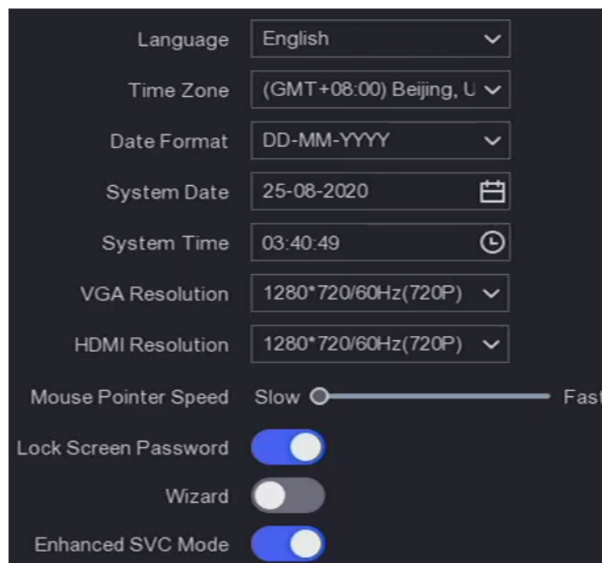 Language English
Time Zone (GMT+08:00) Beijing, U
Date Format DD-MM-YYYY
System Date 25-08-2020
System Time 03:40:49
VGA Resolution 1280*720/60Hz(720P)
HDMI Resolution 1280*720/60Hz(720P)
Mouse Pointer Speed Slow Fast
Lock Screen Password
Wizard
Enhanced SVC Mode